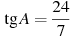 tgA = 24/7